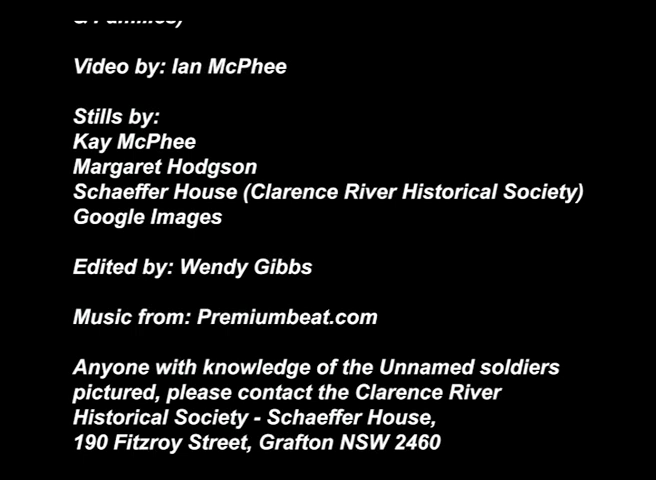 & Families)
Video by: Ian McPhee
Stills by:
Kay McPhee
Margaret Hodgson
Schaeffer House (Clarence River Historical Society)
Google Images
Edited by: Wendy Gibbs
Music from: Premiumbeat.com
Anyone with knowledge of the Unnamed soldiers
pictured, please contact the Clarence River
Historical Society - Schaeffer House,
190 Fitzroy Street, Grafton NSW 2460